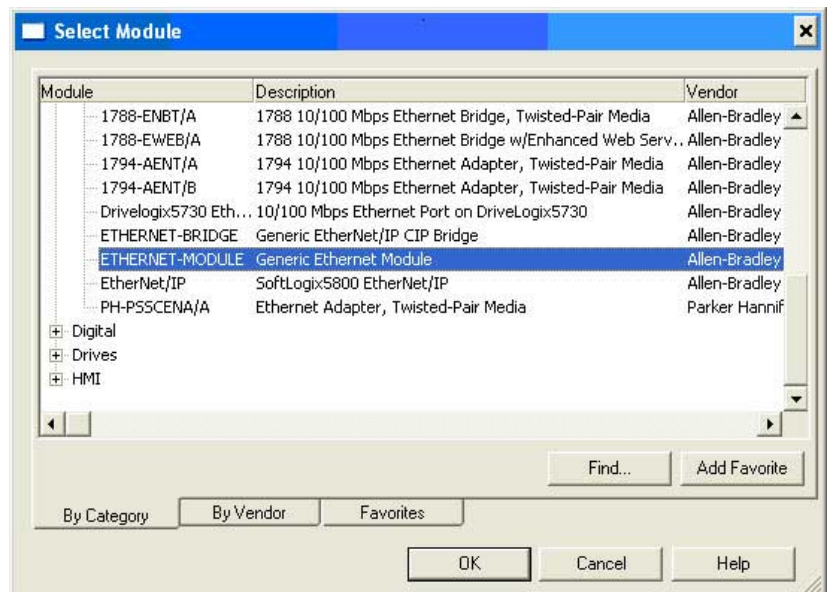 Select Module
Module Description Vendor
1788-ENBT/A 1788 10/100 Mbps Ethernet Bridge, Twisted-Pair Media Allen-Bradley
1788-EWEB/A 1788 10/100 Mbps Ethernet Bridge w/Enhanced Web Serv... Allen-Bradley
1794-AENT/A 1794 10/100 Mbps Ethernet Adapter, Twisted-Pair Media Allen-Bradley
1794-AENT/B 1794 10/100 Mbps Ethernet Adapter, Twisted-Pair Media Allen-Bradley
Drivelogix5730 Eth... 10/100 Mbps Ethernet Port on DriveLogix5730 Allen-Bradley
ETHERNET-BRIDGE Generic EtherNet/IP CIP Bridge Allen-Bradley
ETHERNET-MODULE Generic Ethernet Module Allen-Bradley
EtherNet/IP SoftLogix5800 EtherNet/IP Allen-Bradley
PH-PSSCENA/A Ethernet Adapter, Twisted-Pair Media Parker Hannif
Digital
Drives
HMI
Find... Add Favorite
By Category By Vendor Favorites
OK Cancel Help